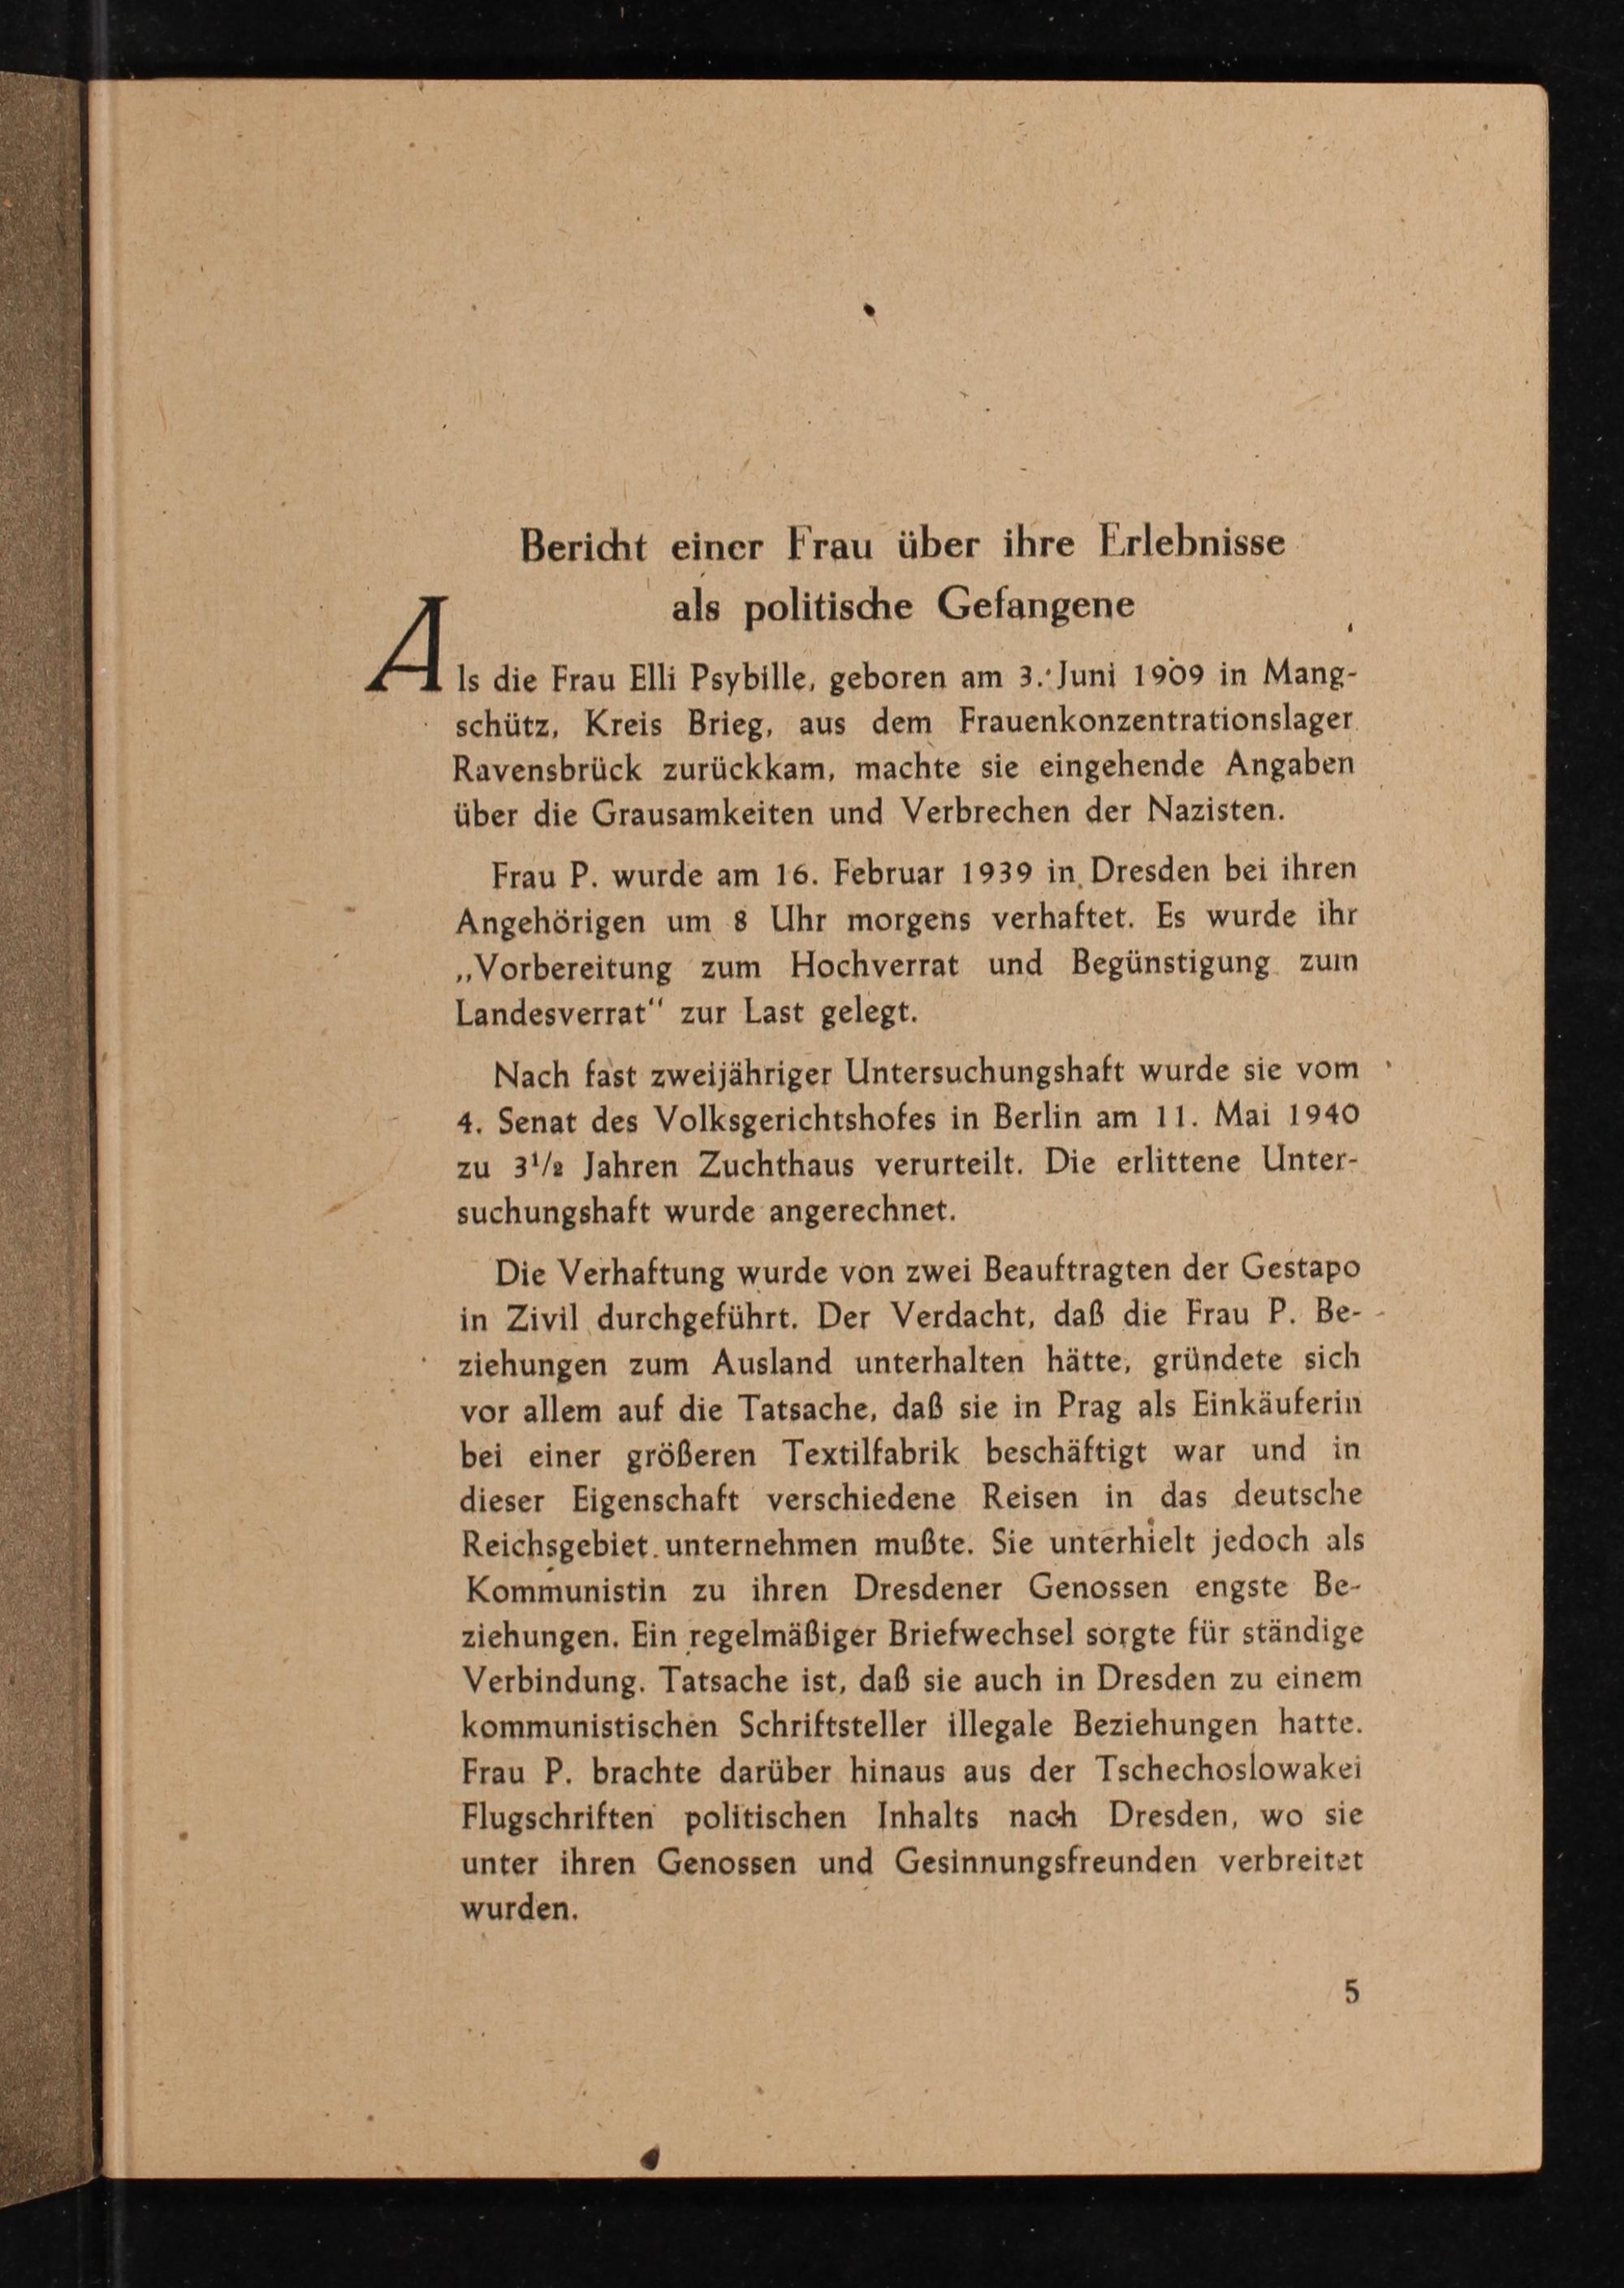 Bericht einer Frau über ihre Erlebnisse
als politische Gefangene
Als die Frau Elli Psybille, geboren am 3. Juni 1909 in Mang-
schütz, Kreis Brieg, aus dem Frauenkonzentrationslager
Ravensbrück zurückkam, machte sie eingehende Angaben
über die Grausamkeiten und Verbrechen der Nazisten.
Frau P. wurde am 16. Februar 1939 in Dresden bei ihren
Angehörigen um 8 Uhr morgens verhaftet. Es wurde ihr
„Vorbereitung zum Hochverrat und Begünstigung zum
Landesverrat“ zur Last gelegt.
Nach fast zweijähriger Untersuchungshaft wurde sie vom
4. Senat des Volksgerichtshofes in Berlin am 11. Mai 1940
zu 3½ Jahren Zuchthaus verurteilt. Die erlittene Unter-
suchungshaft wurde angerechnet.
Die Verhaftung wurde von zwei Beauftragten der Gestapo
in Zivil durchgeführt. Der Verdacht, daß die Frau P. Be-
ziehungen zum Ausland unterhalten hätte, gründete sich
vor allem auf die Tatsache, daß sie in Prag als Einkäuferin
bei einer größeren Textilfabrik beschäftigt war und in
dieser Eigenschaft verschiedene Reisen in das deutsche
Reichsgebiet unternehmen mußte. Sie unterhielt jedoch als
Kommunistin zu ihren Dresdener Genossen engste Be-
ziehungen. Ein regelmäßiger Briefwechsel sorgte für ständige
Verbindung. Tatsache ist, daß sie auch in Dresden zu einem
kommunistischen Schriftsteller illegale Beziehungen hatte.
Frau P. brachte darüber hinaus aus der Tschechoslowakei
Flugschriften politischen Inhalts nach Dresden, wo sie
unter ihren Genossen und Gesinnungsfreunden verbreitet
wurden.
5